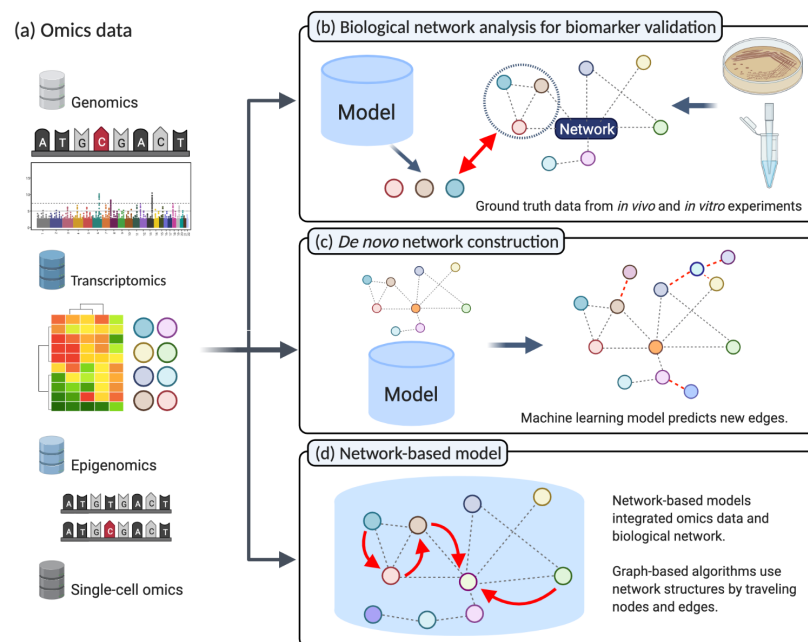 (a) Omics data
Genomics
A T G C G A C T
Transcriptomics
Epigenomics
A T G T G A C T
A T G C G A C T
Single-cell omics
(b) Biological network analysis for biomarker validation
Model
Network
Ground truth data from in vivo and in vitro experiments
(c) De novo network construction
Model
Machine learning model predicts new edges.
(d) Network-based model
Network-based models
integrated omics data and
biological network.
Graph-based algorithms use
network structures by traveling
nodes and edges.